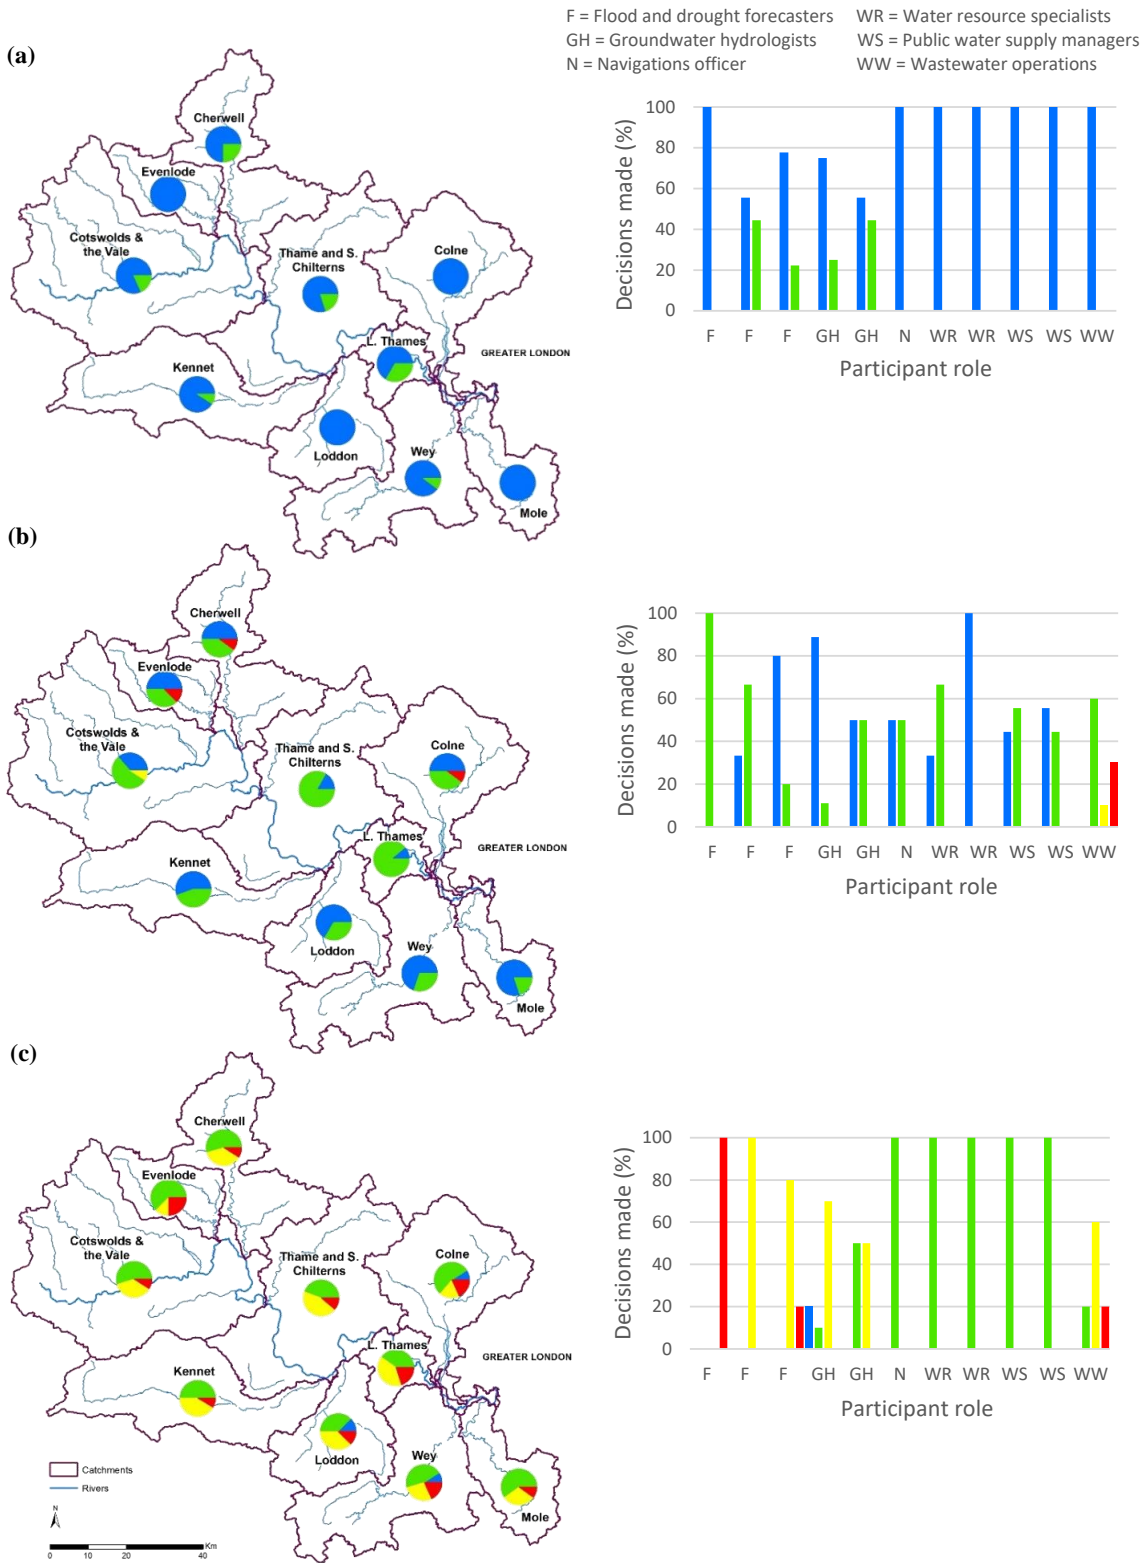 F = Flood and drought forecasters WR = Water resource specialists
GH = Groundwater hydrologists WS = Public water supply managers
N = Navigations officer WW = Wastewater operations
(a)
Cherwell
Evenlode
Cotswolds &
the Vale
Thame and S.
Chilterns
Colne
L. Thames
GREATER LONDON
Kennet
Loddon
Wey
Mole
Decisions made (%)
100
80
60
40
20
0
F F F GH GH N WR WR WS WS WW
Participant role
(b)
Cherwell
Evenlode
Cotswolds &
the Vale
Thame and S.
Chilterns
Colne
L. Thames
GREATER LONDON
Kennet
Loddon
Wey
Mole
Decisions made (%)
100
80
60
40
20
0
F F F GH GH N WR WR WS WS WW
Participant role
(c)
Cherwell
Evenlode
Cotswolds &
the Vale
Thame and S.
Chilterns
Colne
L. Thames
GREATER LONDON
Kennet
Loddon
Wey
Mole
Catchments
Rivers
N
Km
0 10 20 40
Decisions made (%)
100
80
60
40
20
0
F F F GH GH N WR WR WS WS WW
Participant role